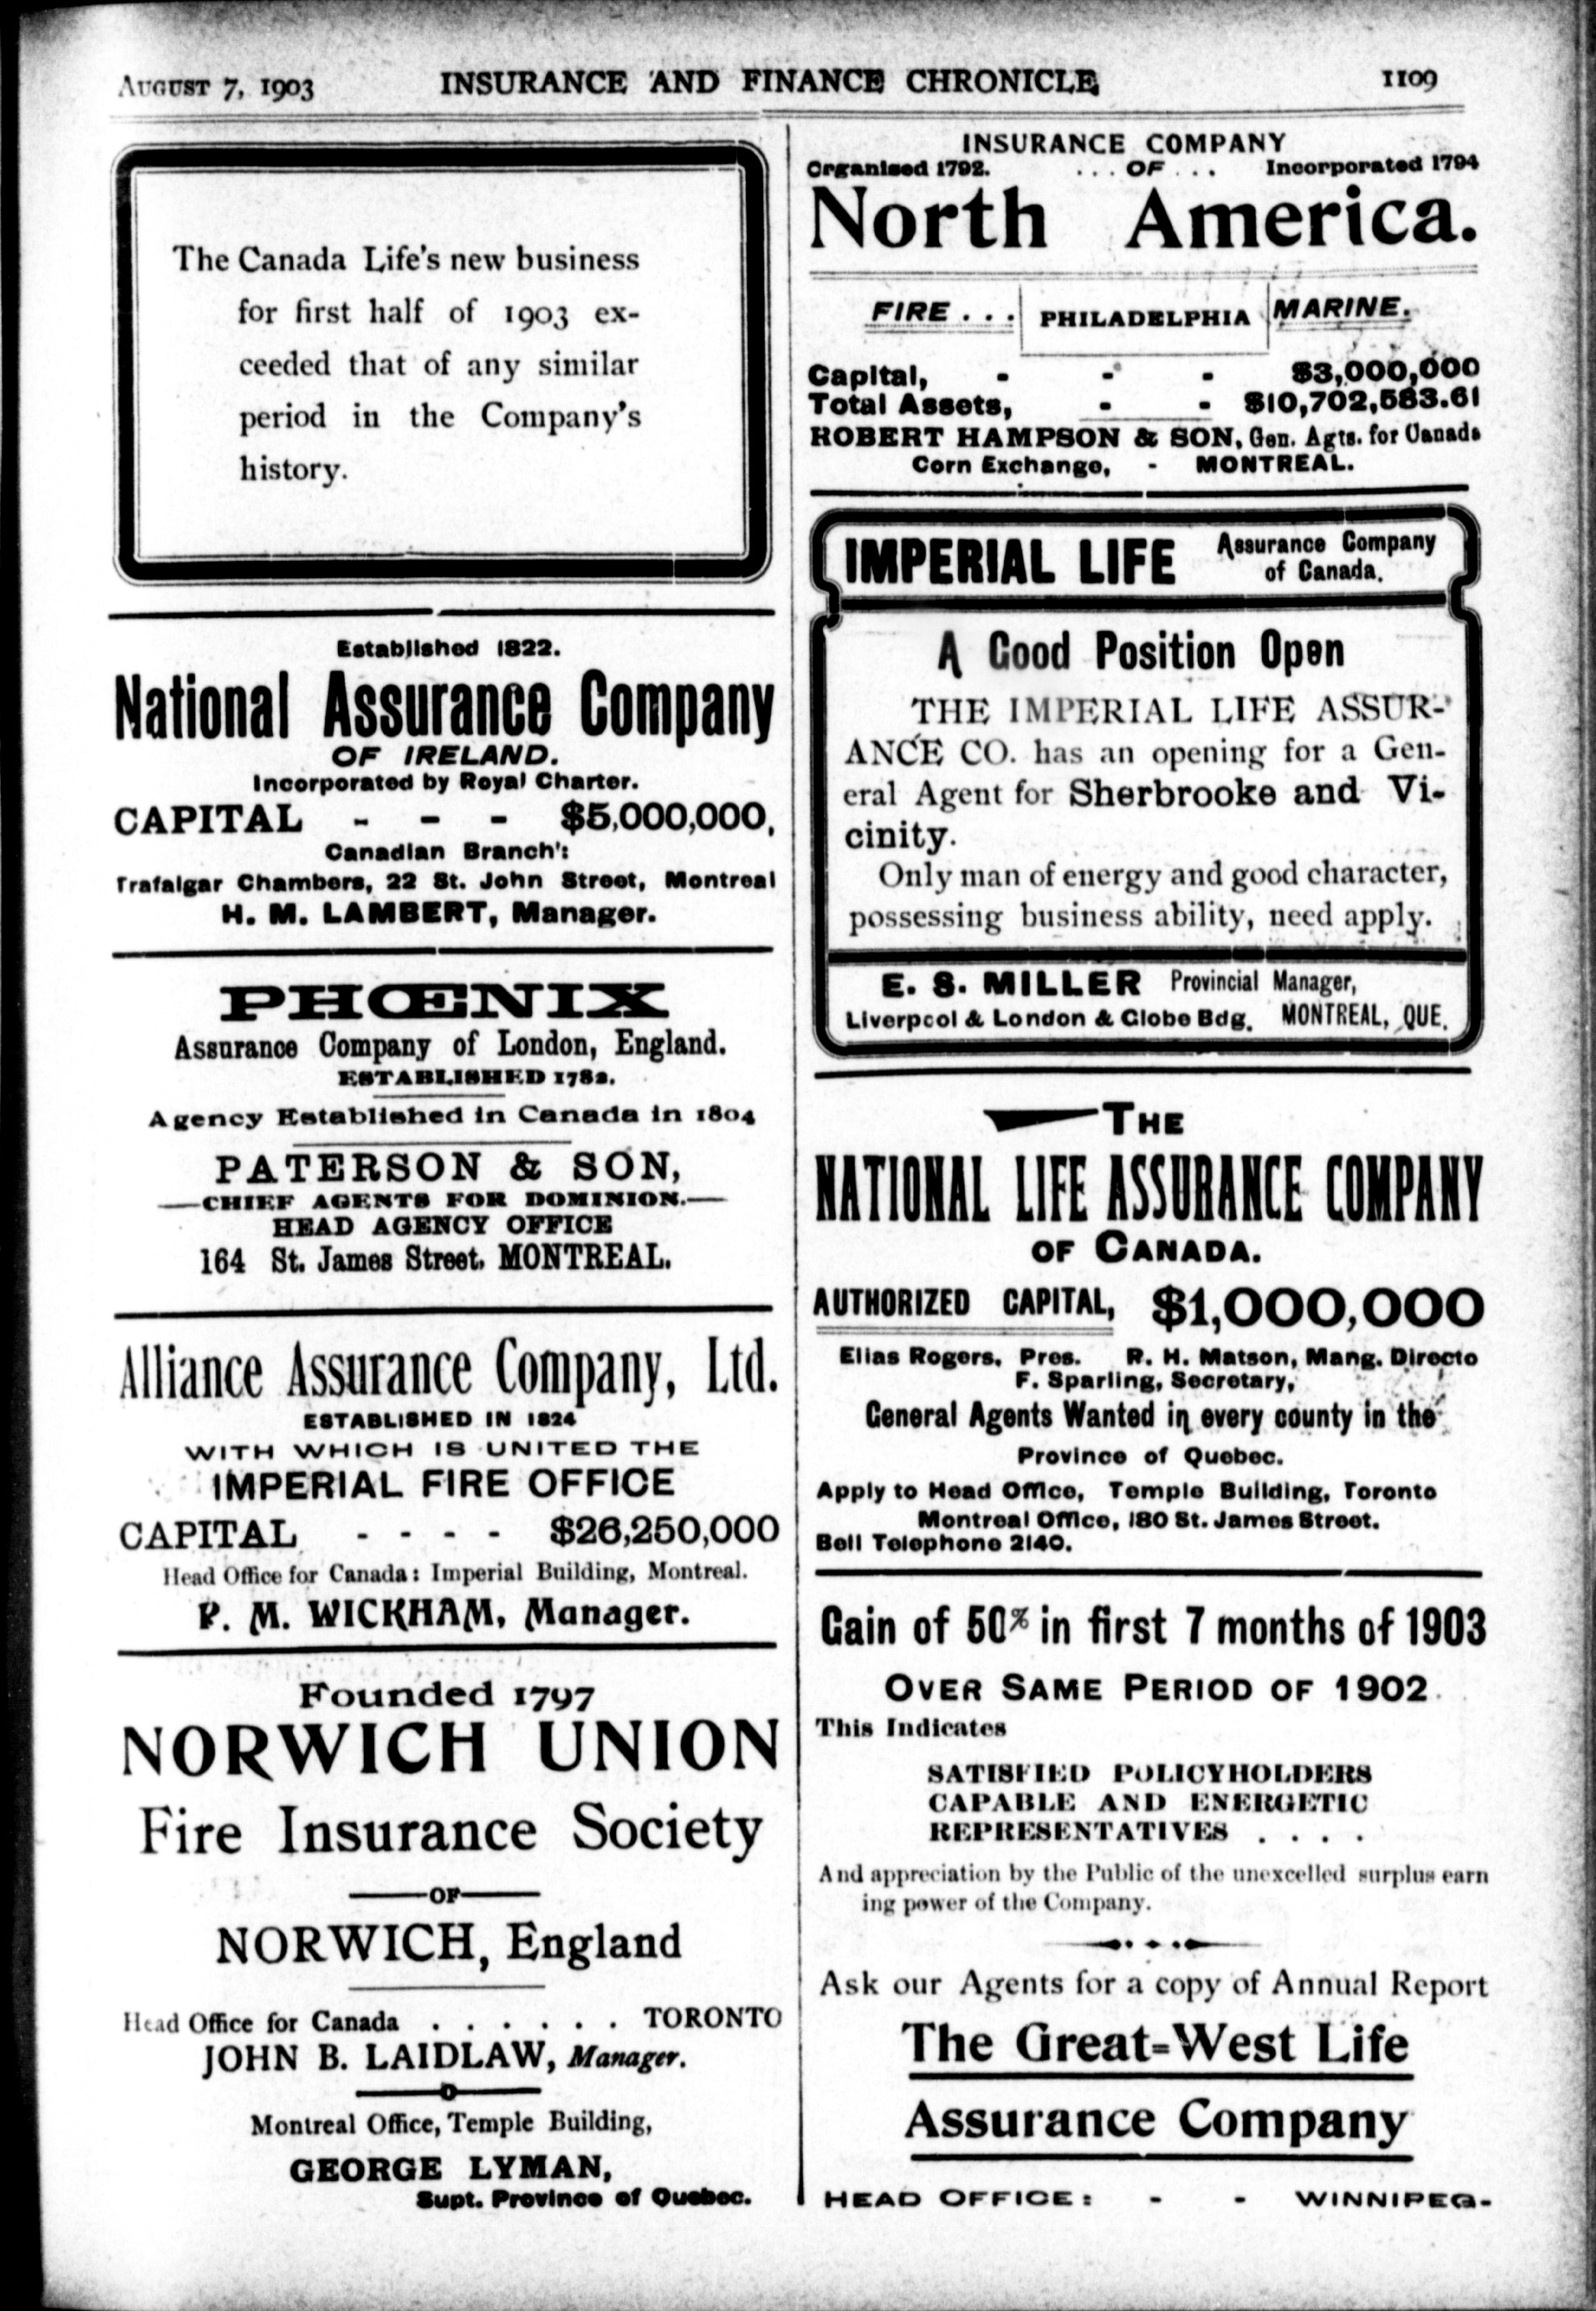 AUGUST 7, 1903 INSURANCE AND FINANCE CHRONICLE 1109
The Canada Life's new business
for first half of 1903 ex-
ceeded that of any similar
period in the Company's
history.
Established 1822.
National Assurance Company
OF IRELAND.
Incorporated by Royal Charter.
CAPITAL - - - $5,000,000,
Canadian Branch':
Trafalgar Chambers, 22 St. John Street, Montreal
H. M. LAMBERT, Manager.
PHŒNIX
Assurance Company of London, England.
ESTABLISHED 1782.
Agency Established in Canada in 1804
PATERSON & SON,
—CHIEF AGENTS FOR DOMINION.—
HEAD AGENCY OFFICE
164 St. James Street, MONTREAL.
Alliance Assurance Company, Ltd.
ESTABLISHED IN 1824
WITH WHICH IS UNITED THE
IMPERIAL FIRE OFFICE
CAPITAL - - - - $26,250,000
Head Office for Canada: Imperial Building, Montreal.
P. M. WICKHAM, Manager.
Founded 1797
NORWICH UNION
Fire Insurance Society
—OF—
NORWICH, England
Head Office for Canada . . . . . . TORONTO
JOHN B. LAIDLAW, Manager.
Montreal Office, Temple Building,
GEORGE LYMAN,
Supt. Province of Quebec.
INSURANCE COMPANY
Organised 1792. ... OF ... Incorporated 1794
North America.
FIRE . . . PHILADELPHIA MARINE.
Capital, - - - $3,000,000
Total Assets, - - $10,702,583.61
ROBERT HAMPSON & SON, Gen. Agts. for Canada
Corn Exchange, - MONTREAL.
IMPERIAL LIFE Assurance Company
of Canada.
A Good Position Open
THE IMPERIAL LIFE ASSUR-
ANCE CO. has an opening for a Gen-
eral Agent for Sherbrooke and Vi-
cinity.
Only man of energy and good character,
possessing business ability, need apply.
E. S. MILLER Provincial Manager,
Liverpool & London & Globe Bdg. MONTREAL, QUE.
THE
NATIONAL LIFE ASSURANCE COMPANY
OF CANADA.
AUTHORIZED CAPITAL, $1,000,000
Elias Rogers, Pres. R. H. Matson, Mang. Directo
F. Sparling, Secretary,
General Agents Wanted in every county in the
Province of Quebec.
Apply to Head Office, Temple Building, Toronto
Montreal Office, 180 St. James Street.
Bell Telephone 2140.
Gain of 50% in first 7 months of 1903
OVER SAME PERIOD OF 1902.
This Indicates
SATISFIED POLICYHOLDERS
CAPABLE AND ENERGETIC
REPRESENTATIVES . . . .
And appreciation by the Public of the unexcelled surplus earn
ing power of the Company.
Ask our Agents for a copy of Annual Report
The Great-West Life
Assurance Company
HEAD OFFICE: - - WINNIPEG-